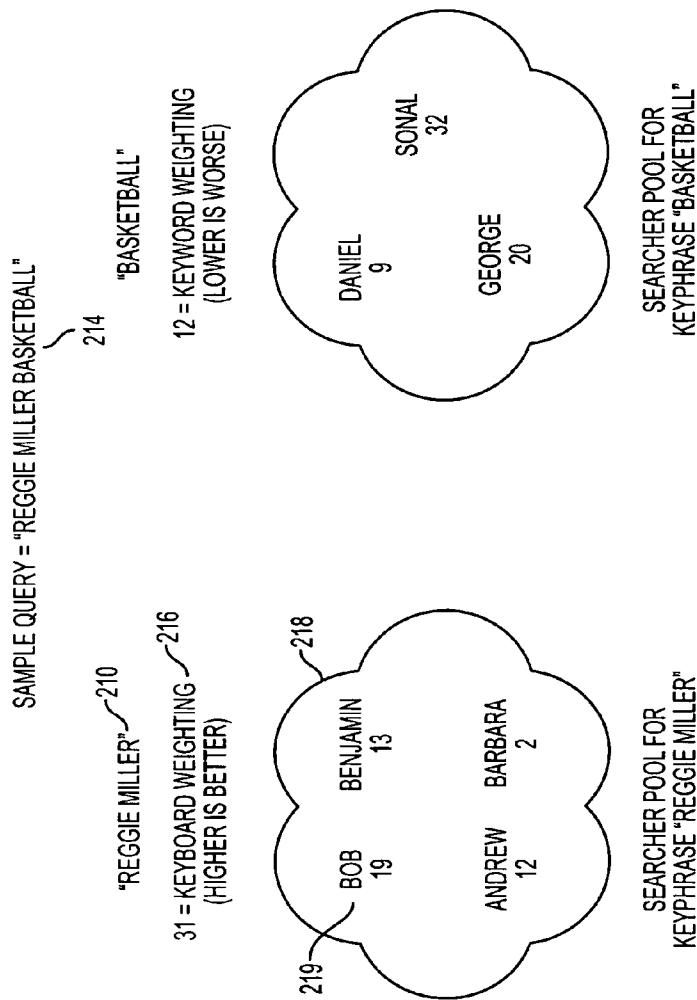 SAMPLE QUERY = "REGGIE MILLER BASKETBALL"
214
"REGGIE MILLER"
210
31 = KEYBOARD WEIGHTING
216
(HIGHER IS BETTER)
218
219
BOB
19
BENJAMIN
13
ANDREW
12
BARBARA
2
SEARCHER POOL FOR
KEYPHRASE "REGGIE MILLER"
"BASKETBALL"
12 = KEYWORD WEIGHTING
(LOWER IS WORSE)
DANIEL
9
SONAL
32
GEORGE
20
SEARCHER POOL FOR
KEYPHRASE "BASKETBALL"